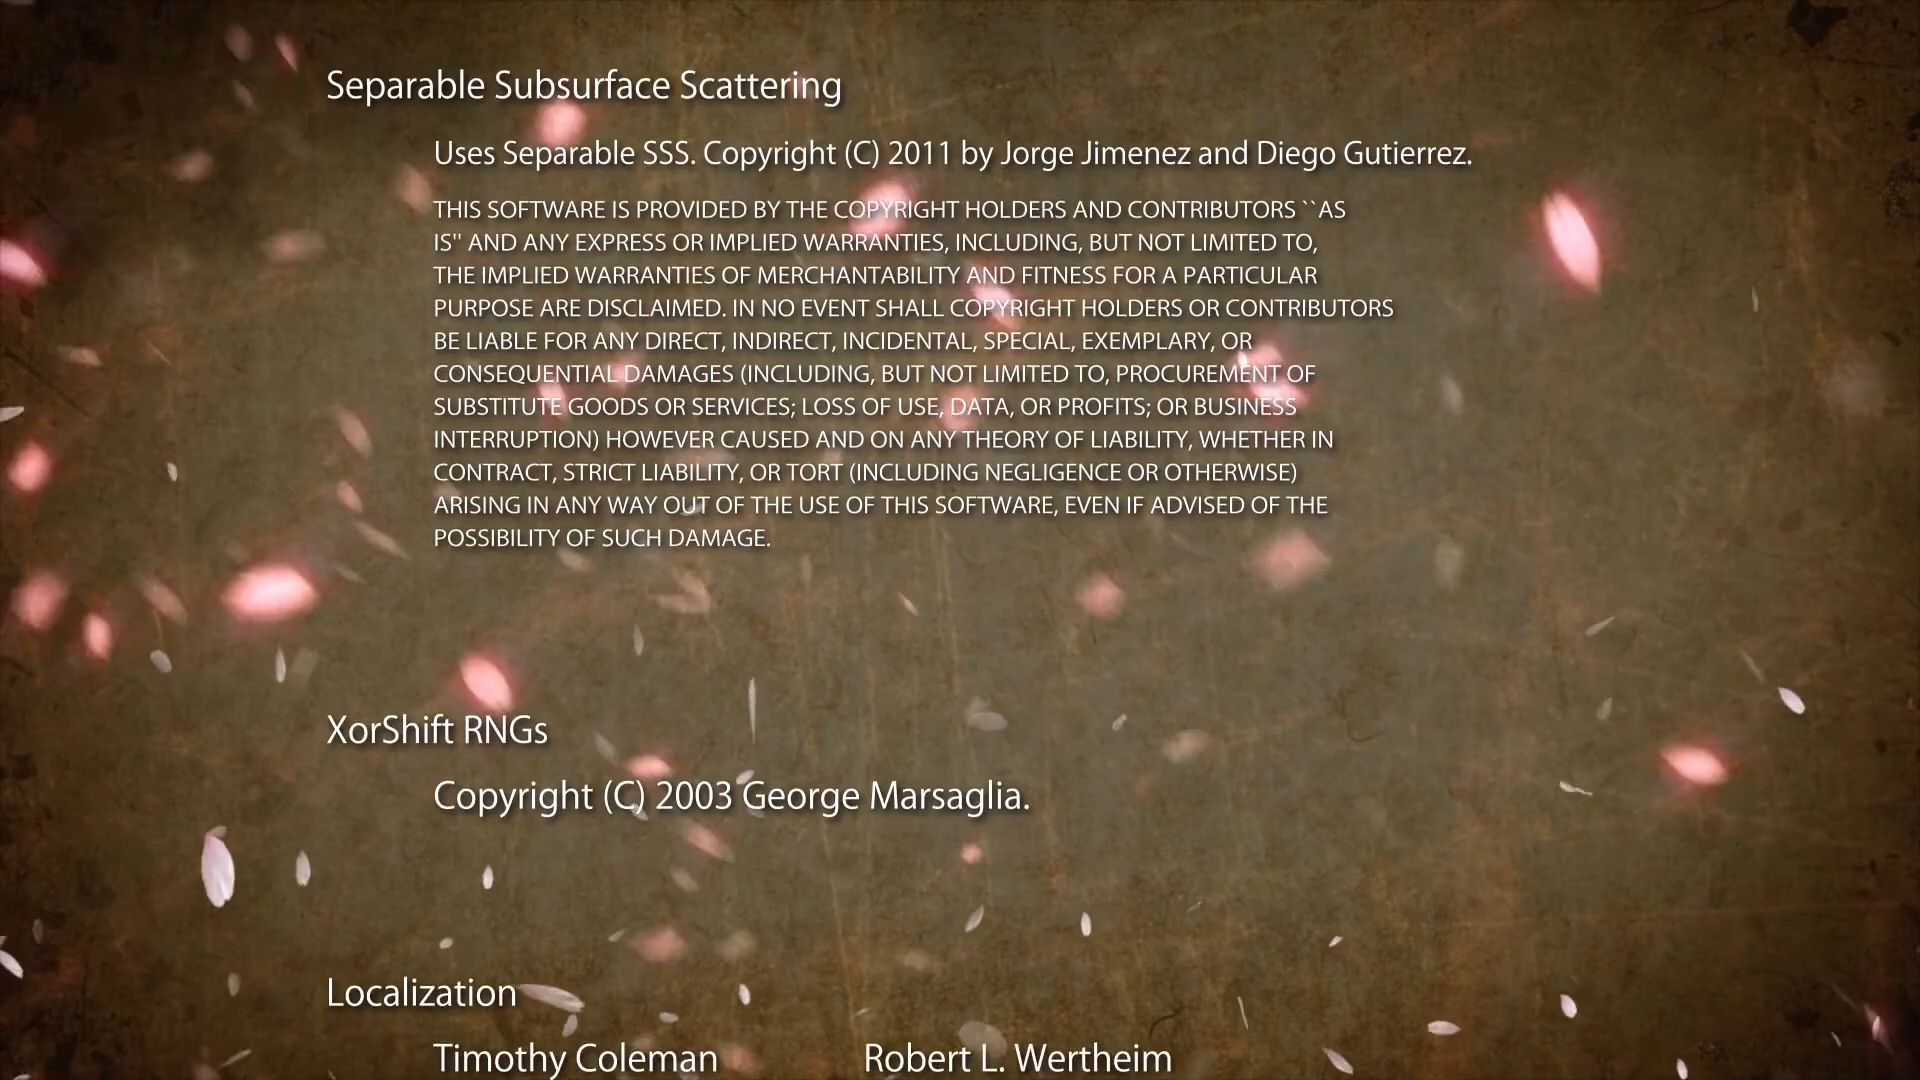 Separable Subsurface Scattering
Uses Separable SSS. Copyright (C) 2011 by Jorge Jimenez and Diego Gutierrez.
THIS SOFTWARE IS PROVIDED BY THE COPYRIGHT HOLDERS AND CONTRIBUTORS ``AS
IS'' AND ANY EXPRESS OR IMPLIED WARRANTIES, INCLUDING, BUT NOT LIMITED TO,
THE IMPLIED WARRANTIES OF MERCHANTABILITY AND FITNESS FOR A PARTICULAR
PURPOSE ARE DISCLAIMED. IN NO EVENT SHALL COPYRIGHT HOLDERS OR CONTRIBUTORS
BE LIABLE FOR ANY DIRECT, INDIRECT, INCIDENTAL, SPECIAL, EXEMPLARY, OR
CONSEQUENTIAL DAMAGES (INCLUDING, BUT NOT LIMITED TO, PROCUREMENT OF
SUBSTITUTE GOODS OR SERVICES; LOSS OF USE, DATA, OR PROFITS; OR BUSINESS
INTERRUPTION) HOWEVER CAUSED AND ON ANY THEORY OF LIABILITY, WHETHER IN
CONTRACT, STRICT LIABILITY, OR TORT (INCLUDING NEGLIGENCE OR OTHERWISE)
ARISING IN ANY WAY OUT OF THE USE OF THIS SOFTWARE, EVEN IF ADVISED OF THE
POSSIBILITY OF SUCH DAMAGE.
XorShift RNGs
Copyright (C) 2003 George Marsaglia.
Localization
Timothy Coleman Robert L. Wertheim